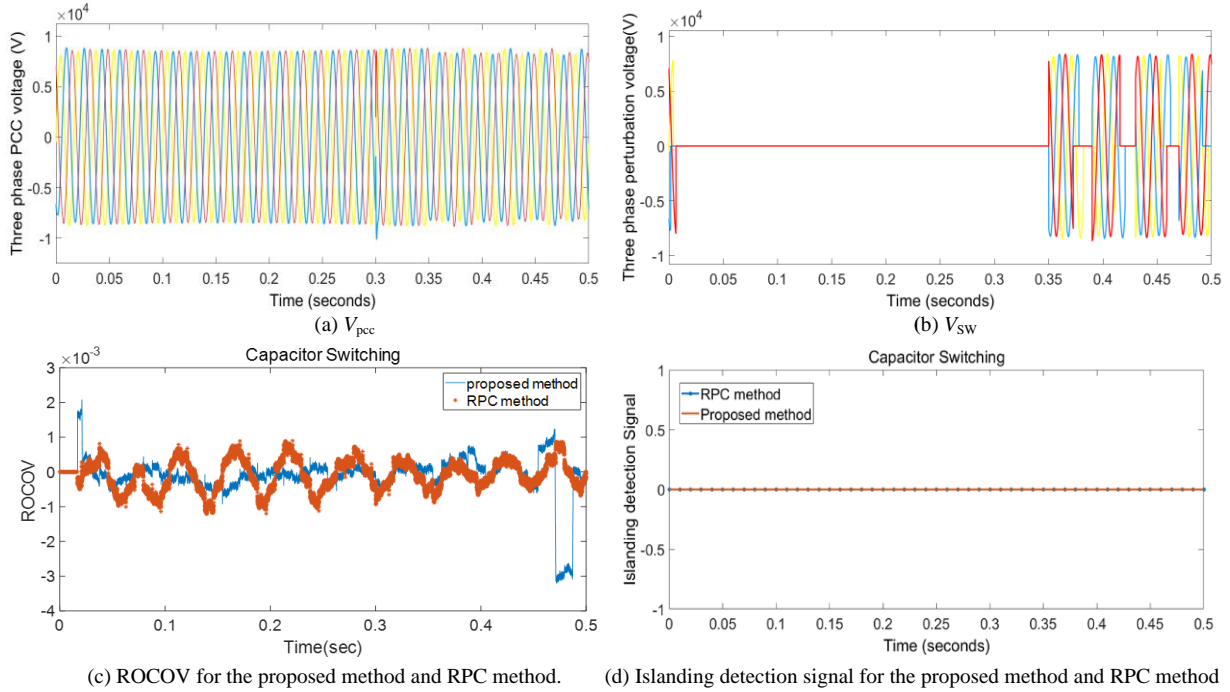 ×10⁴
Three phase PCC voltage (V)
1
0.5
0
-0.5
-1
0 0.05 0.1 0.15 0.2 0.25 0.3 0.35 0.4 0.45 0.5
Time (seconds)
(a) Vpcc
×10⁴
Three phase perturbation voltage(V)
1
0.5
0
-0.5
-1
0 0.05 0.1 0.15 0.2 0.25 0.3 0.35 0.4 0.45 0.5
Time (seconds)
(b) VSW
Capacitor Switching
×10⁻³
ROCOV
3
2
1
0
-1
-2
-3
-4
proposed method
RPC method
0 0.1 0.2 0.3 0.4 0.5
Time(sec)
(c) ROCOV for the proposed method and RPC method.
Capacitor Switching
Islanding detection Signal
1
0.5
0
-0.5
-1
RPC method
Proposed method
0 0.05 0.1 0.15 0.2 0.25 0.3 0.35 0.4 0.45 0.5
Time (seconds)
(d) Islanding detection signal for the proposed method and RPC method